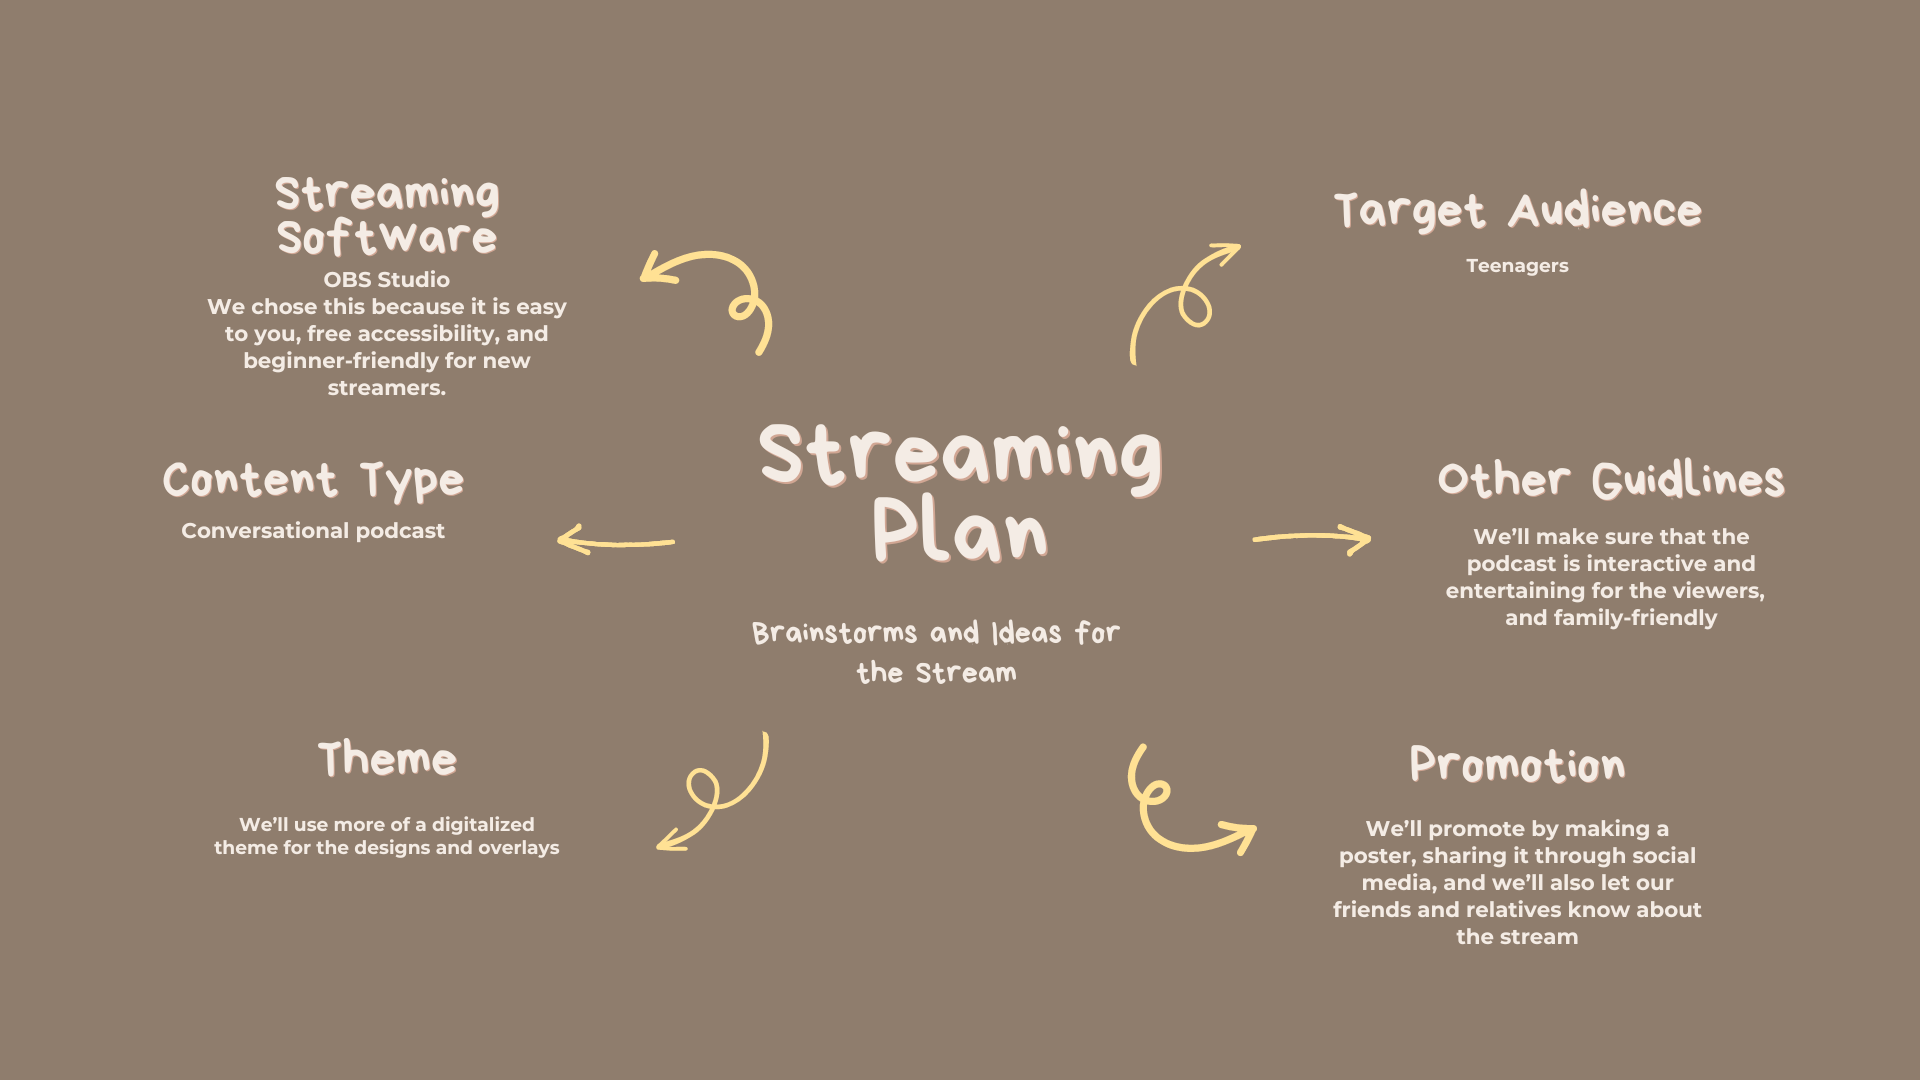 Streaming
Software
OBS Studio
We chose this because it is easy
to you, free accessibility, and
beginner-friendly for new
streamers.
Target Audience
Teenagers
Streaming
Plan
Brainstorms and Ideas for
the Stream
Content Type
Conversational podcast
Other Guidlines
We’ll make sure that the
podcast is interactive and
entertaining for the viewers,
and family-friendly
Theme
We’ll use more of a digitalized
theme for the designs and overlays
Promotion
We’ll promote by making a
poster, sharing it through social
media, and we’ll also let our
friends and relatives know about
the stream